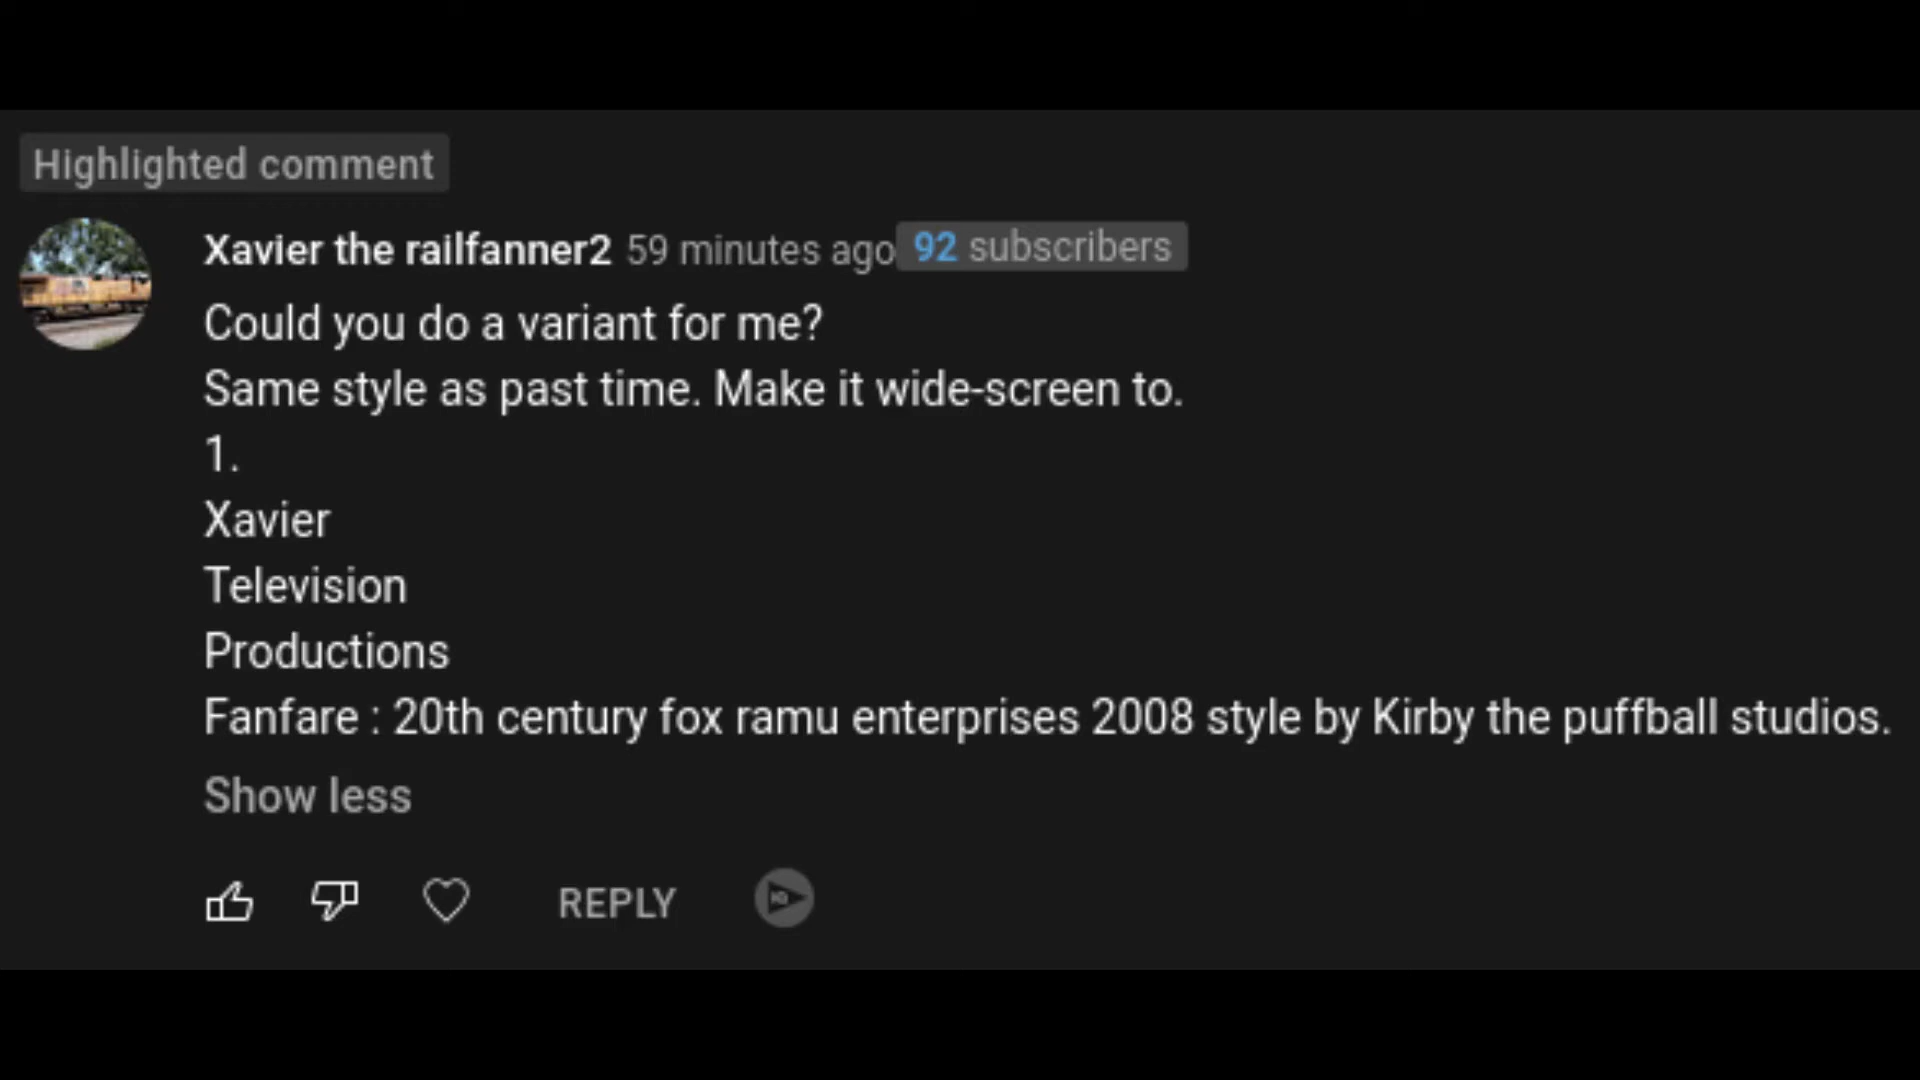 Highlighted comment
Xavier the railfanner2 59 minutes ago 92 subscribers
Could you do a variant for me?
Same style as past time. Make it wide-screen to.
1.
Xavier
Television
Productions
Fanfare : 20th century fox ramu enterprises 2008 style by Kirby the puffball studios.
Show less
REPLY